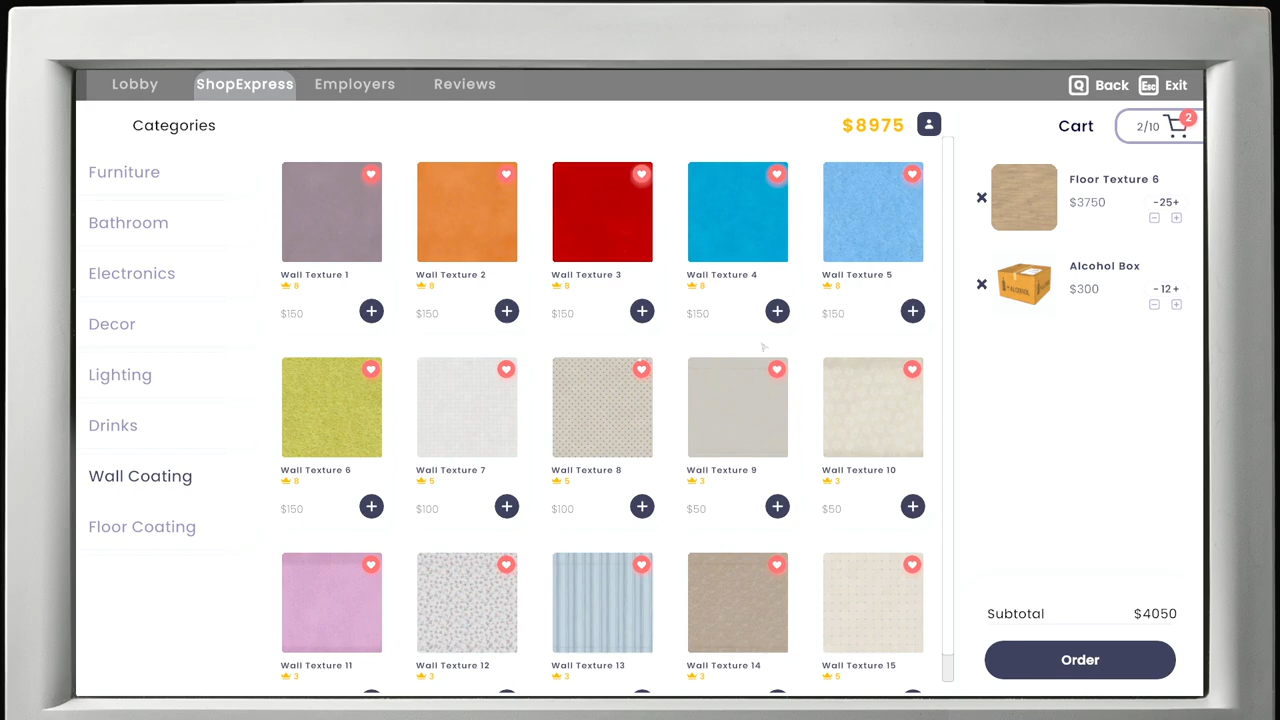 Lobby ShopExpress Employers Reviews Q Back Esc Exit
Categories $8975 Cart 2/10 2
Furniture
Bathroom
Electronics
Decor
Lighting
Drinks
Wall Coating
Floor Coating
Wall Texture 1 Wall Texture 2 Wall Texture 3 Wall Texture 4 Wall Texture 5
8 8 8 8 8
$150 $150 $150 $150 $150
Wall Texture 6 Wall Texture 7 Wall Texture 8 Wall Texture 9 Wall Texture 10
8 5 5 3 3
$150 $100 $100 $50 $50
Wall Texture 11 Wall Texture 12 Wall Texture 13 Wall Texture 14 Wall Texture 15
3 3 3 3 5
Floor Texture 6
$3750 -25+
Alcohol Box
$300 -12+
ALCOHOL
Subtotal $4050
Order